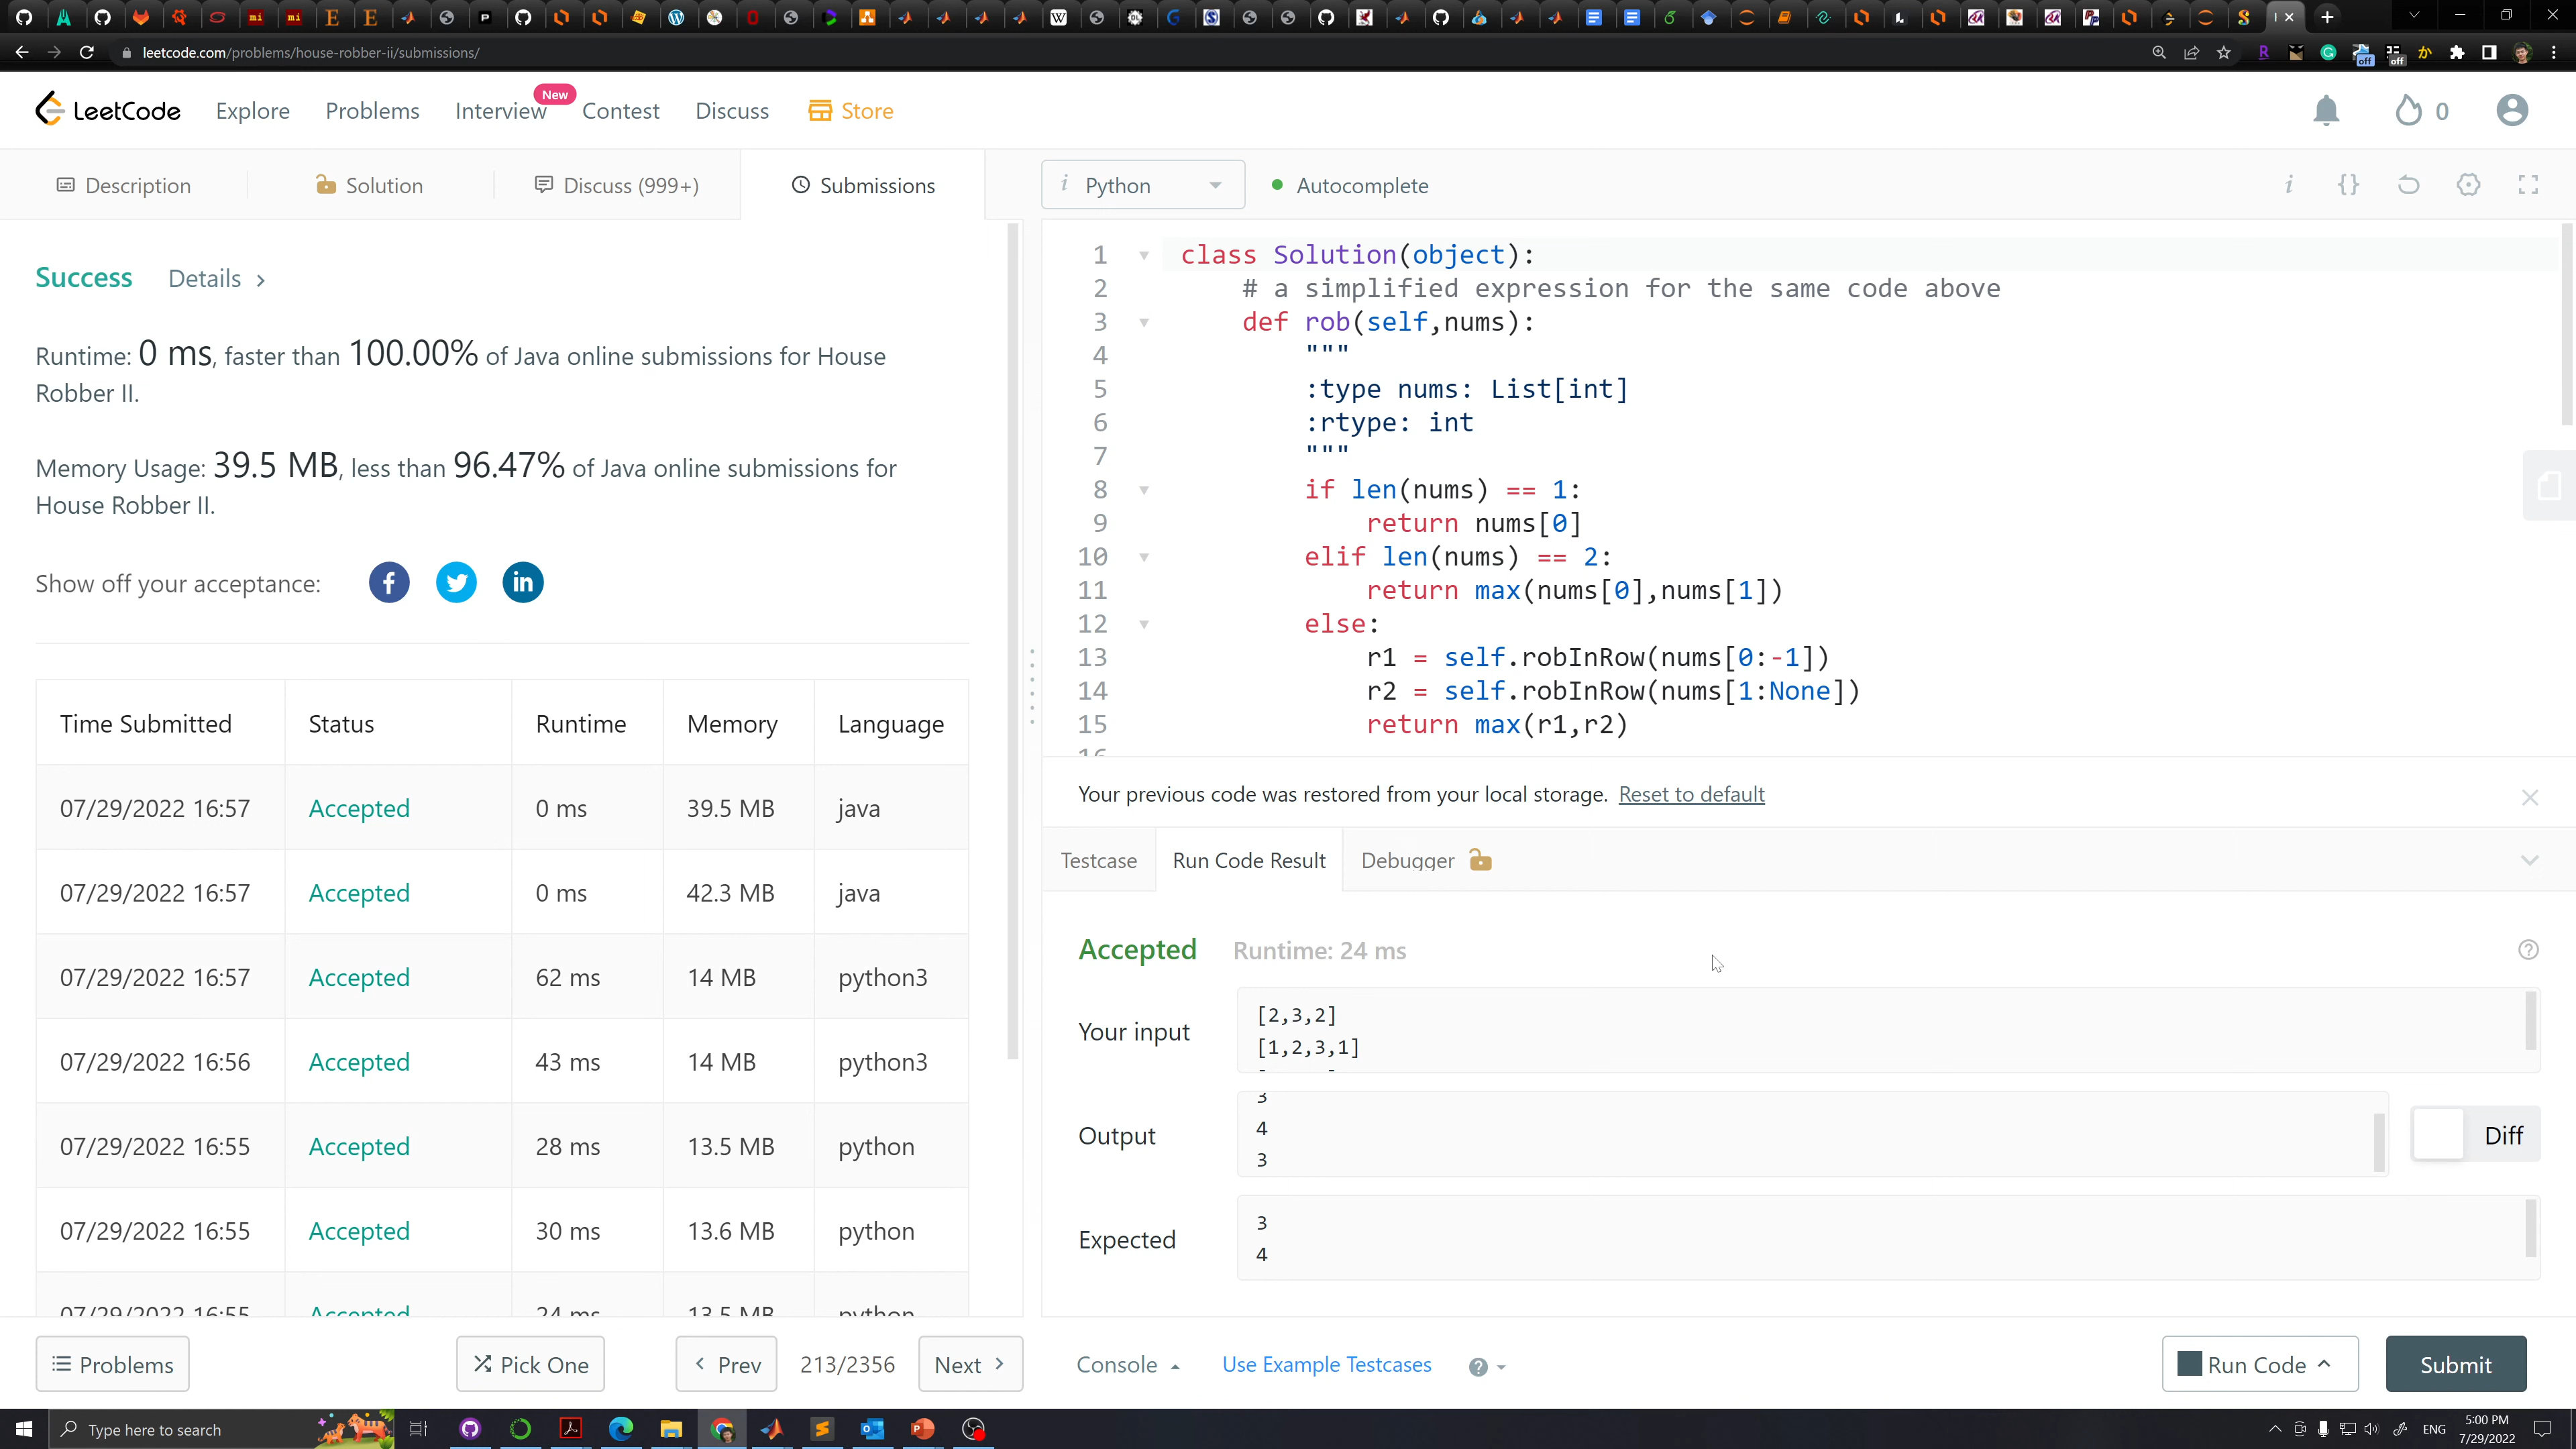 leetcode.com/problems/house-robber-ii/submissions/
LeetCode
Explore
Problems
Interview
New
Contest
Discuss
Store
0
Description
Solution
Discuss (999+)
Submissions
Success
Details >
Runtime: 0 ms, faster than 100.00% of Java online submissions for House
Robber II.
Memory Usage: 39.5 MB, less than 96.47% of Java online submissions for
House Robber II.
Show off your acceptance:
Time Submitted Status Runtime Memory Language
07/29/2022 16:57 Accepted 0 ms 39.5 MB java
07/29/2022 16:57 Accepted 0 ms 42.3 MB java
07/29/2022 16:57 Accepted 62 ms 14 MB python3
07/29/2022 16:56 Accepted 43 ms 14 MB python3
07/29/2022 16:55 Accepted 28 ms 13.5 MB python
07/29/2022 16:55 Accepted 30 ms 13.6 MB python
07/29/2022 16:55 Accepted 24 ms 13.5 MB python
Problems
Pick One
< Prev
213/2356
Next >
i Python
Autocomplete
i {}
1 class Solution(object):
2 # a simplified expression for the same code above
3 def rob(self,nums):
4 """
5 :type nums: List[int]
6 :rtype: int
7 """
8 if len(nums) == 1:
9 return nums[0]
10 elif len(nums) == 2:
11 return max(nums[0],nums[1])
12 else:
13 r1 = self.robInRow(nums[0:-1])
14 r2 = self.robInRow(nums[1:None])
15 return max(r1,r2)
16
Your previous code was restored from your local storage. Reset to default
Testcase
Run Code Result
Debugger
Accepted
Runtime: 24 ms
Your input
[2,3,2]
[1,2,3,1]
Output
3
4
3
Diff
Expected
3
4
Console
Use Example Testcases
Run Code
Submit
Type here to search
ENG
5:00 PM
7/29/2022